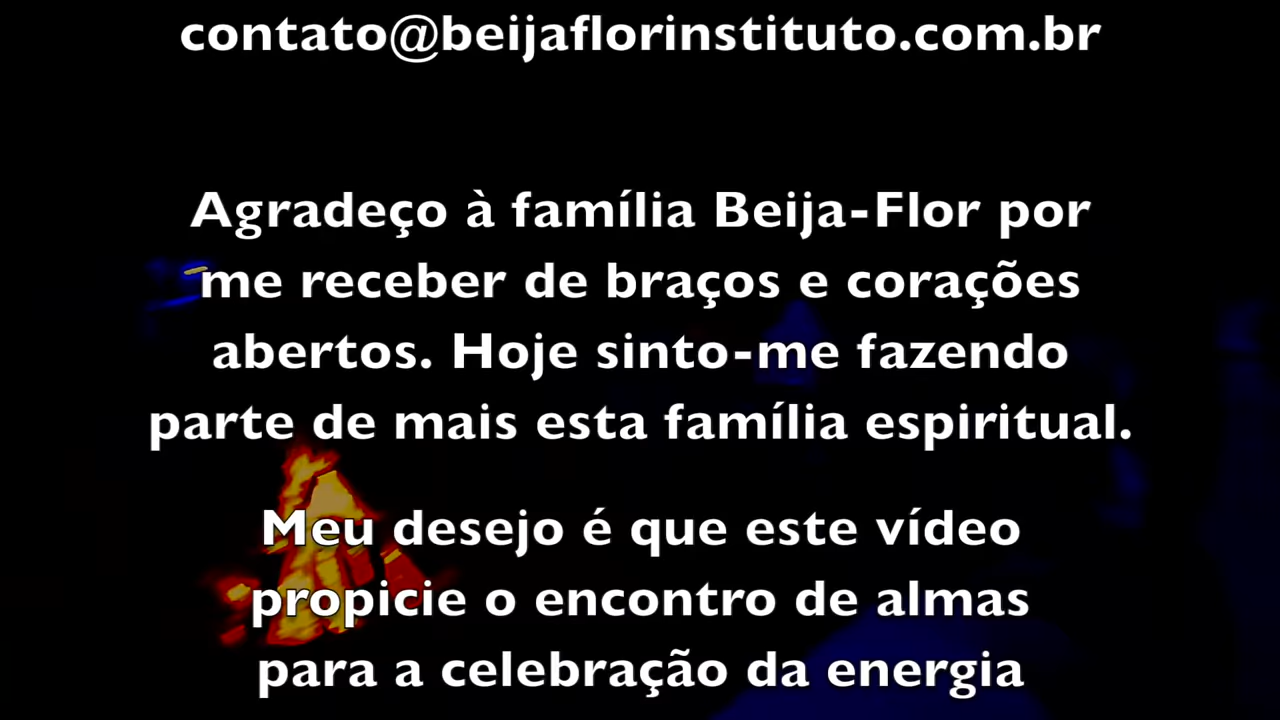 contato@beijaflorinstituto.com.br
Agradeço à família Beija-Flor por
me receber de braços e corações
abertos. Hoje sinto-me fazendo
parte de mais esta família espiritual.
Meu desejo é que este vídeo
propicie o encontro de almas
para a celebração da energia